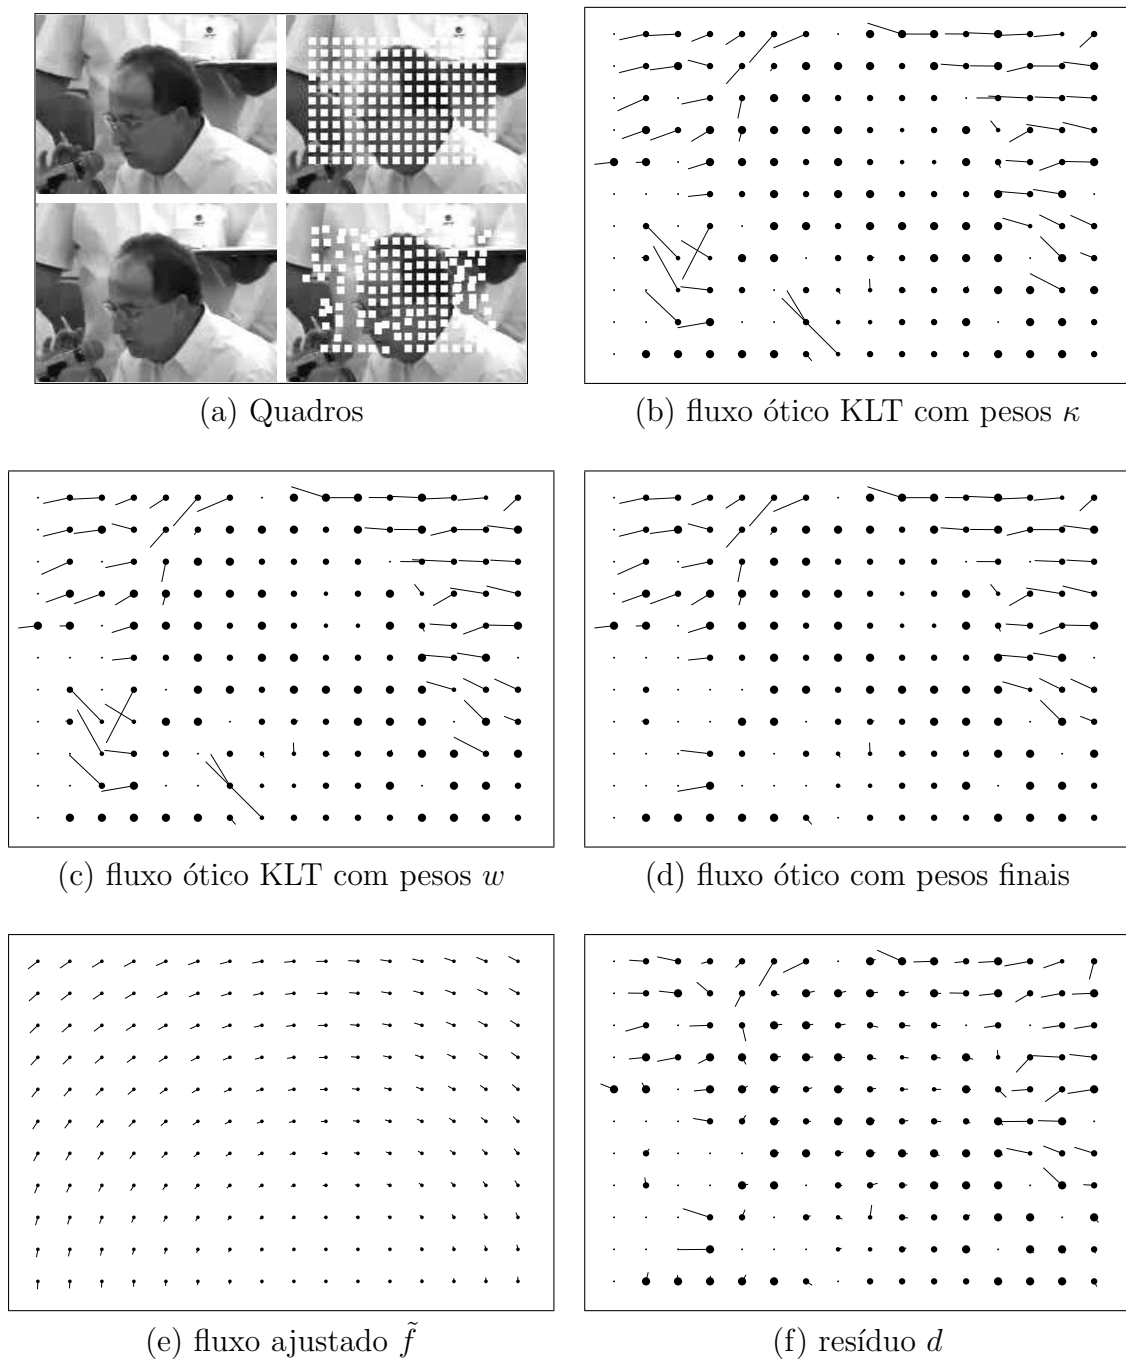 (a) Quadros
(b) fluxo ótico KLT com pesos κ
(c) fluxo ótico KLT com pesos w
(d) fluxo ótico com pesos finais
(e) fluxo ajustado f̃
(f) resíduo d